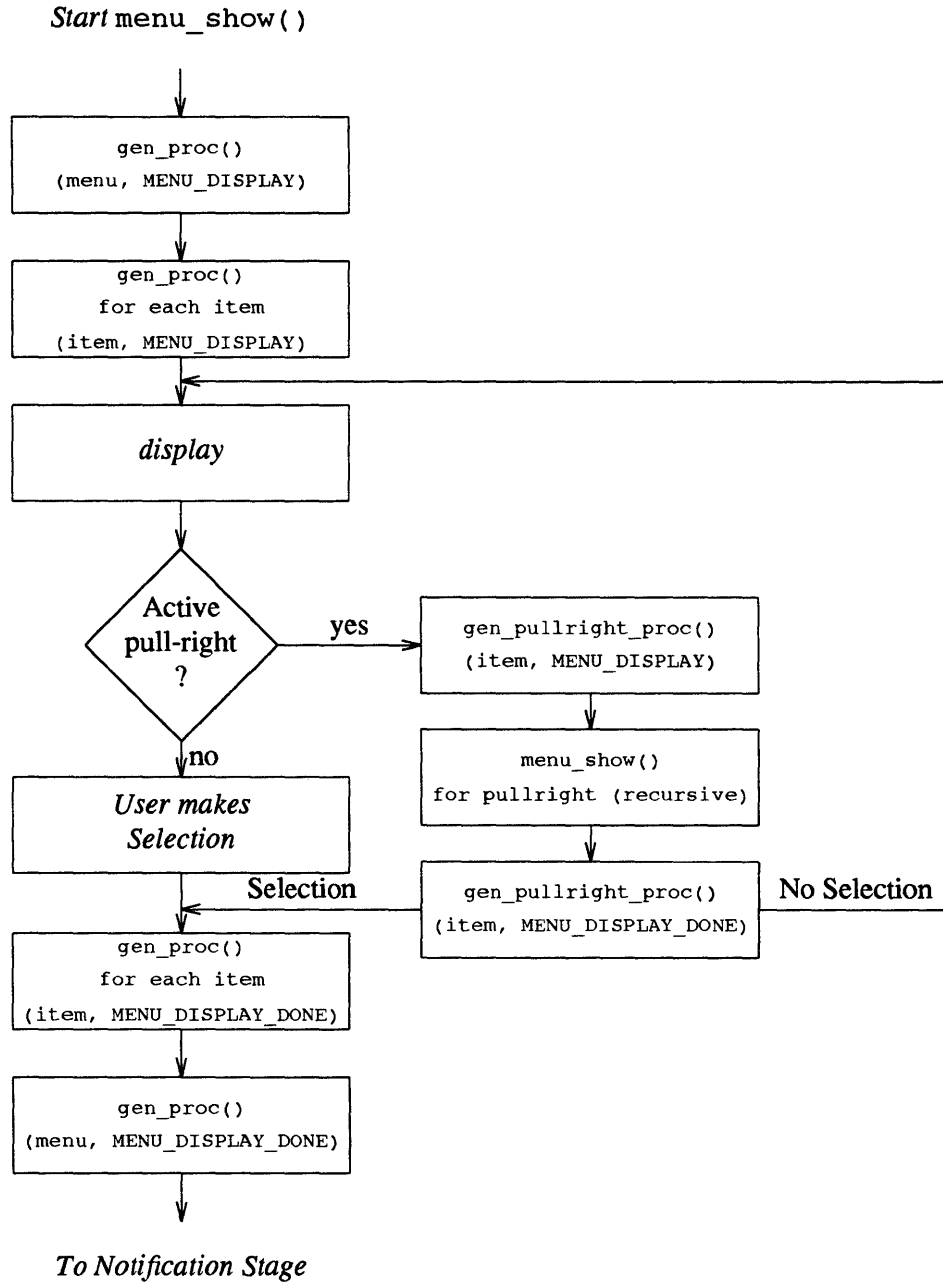 Start menu_show()
gen_proc()
(menu, MENU_DISPLAY)
gen_proc()
for each item
(item, MENU_DISPLAY)
display
Active
pull-right
?
yes
gen_pullright_proc()
(item, MENU_DISPLAY)
no
menu_show()
for pullright (recursive)
User makes
Selection
Selection
gen_pullright_proc()
(item, MENU_DISPLAY_DONE)
No Selection
gen_proc()
for each item
(item, MENU_DISPLAY_DONE)
gen_proc()
(menu, MENU_DISPLAY_DONE)
To Notification Stage